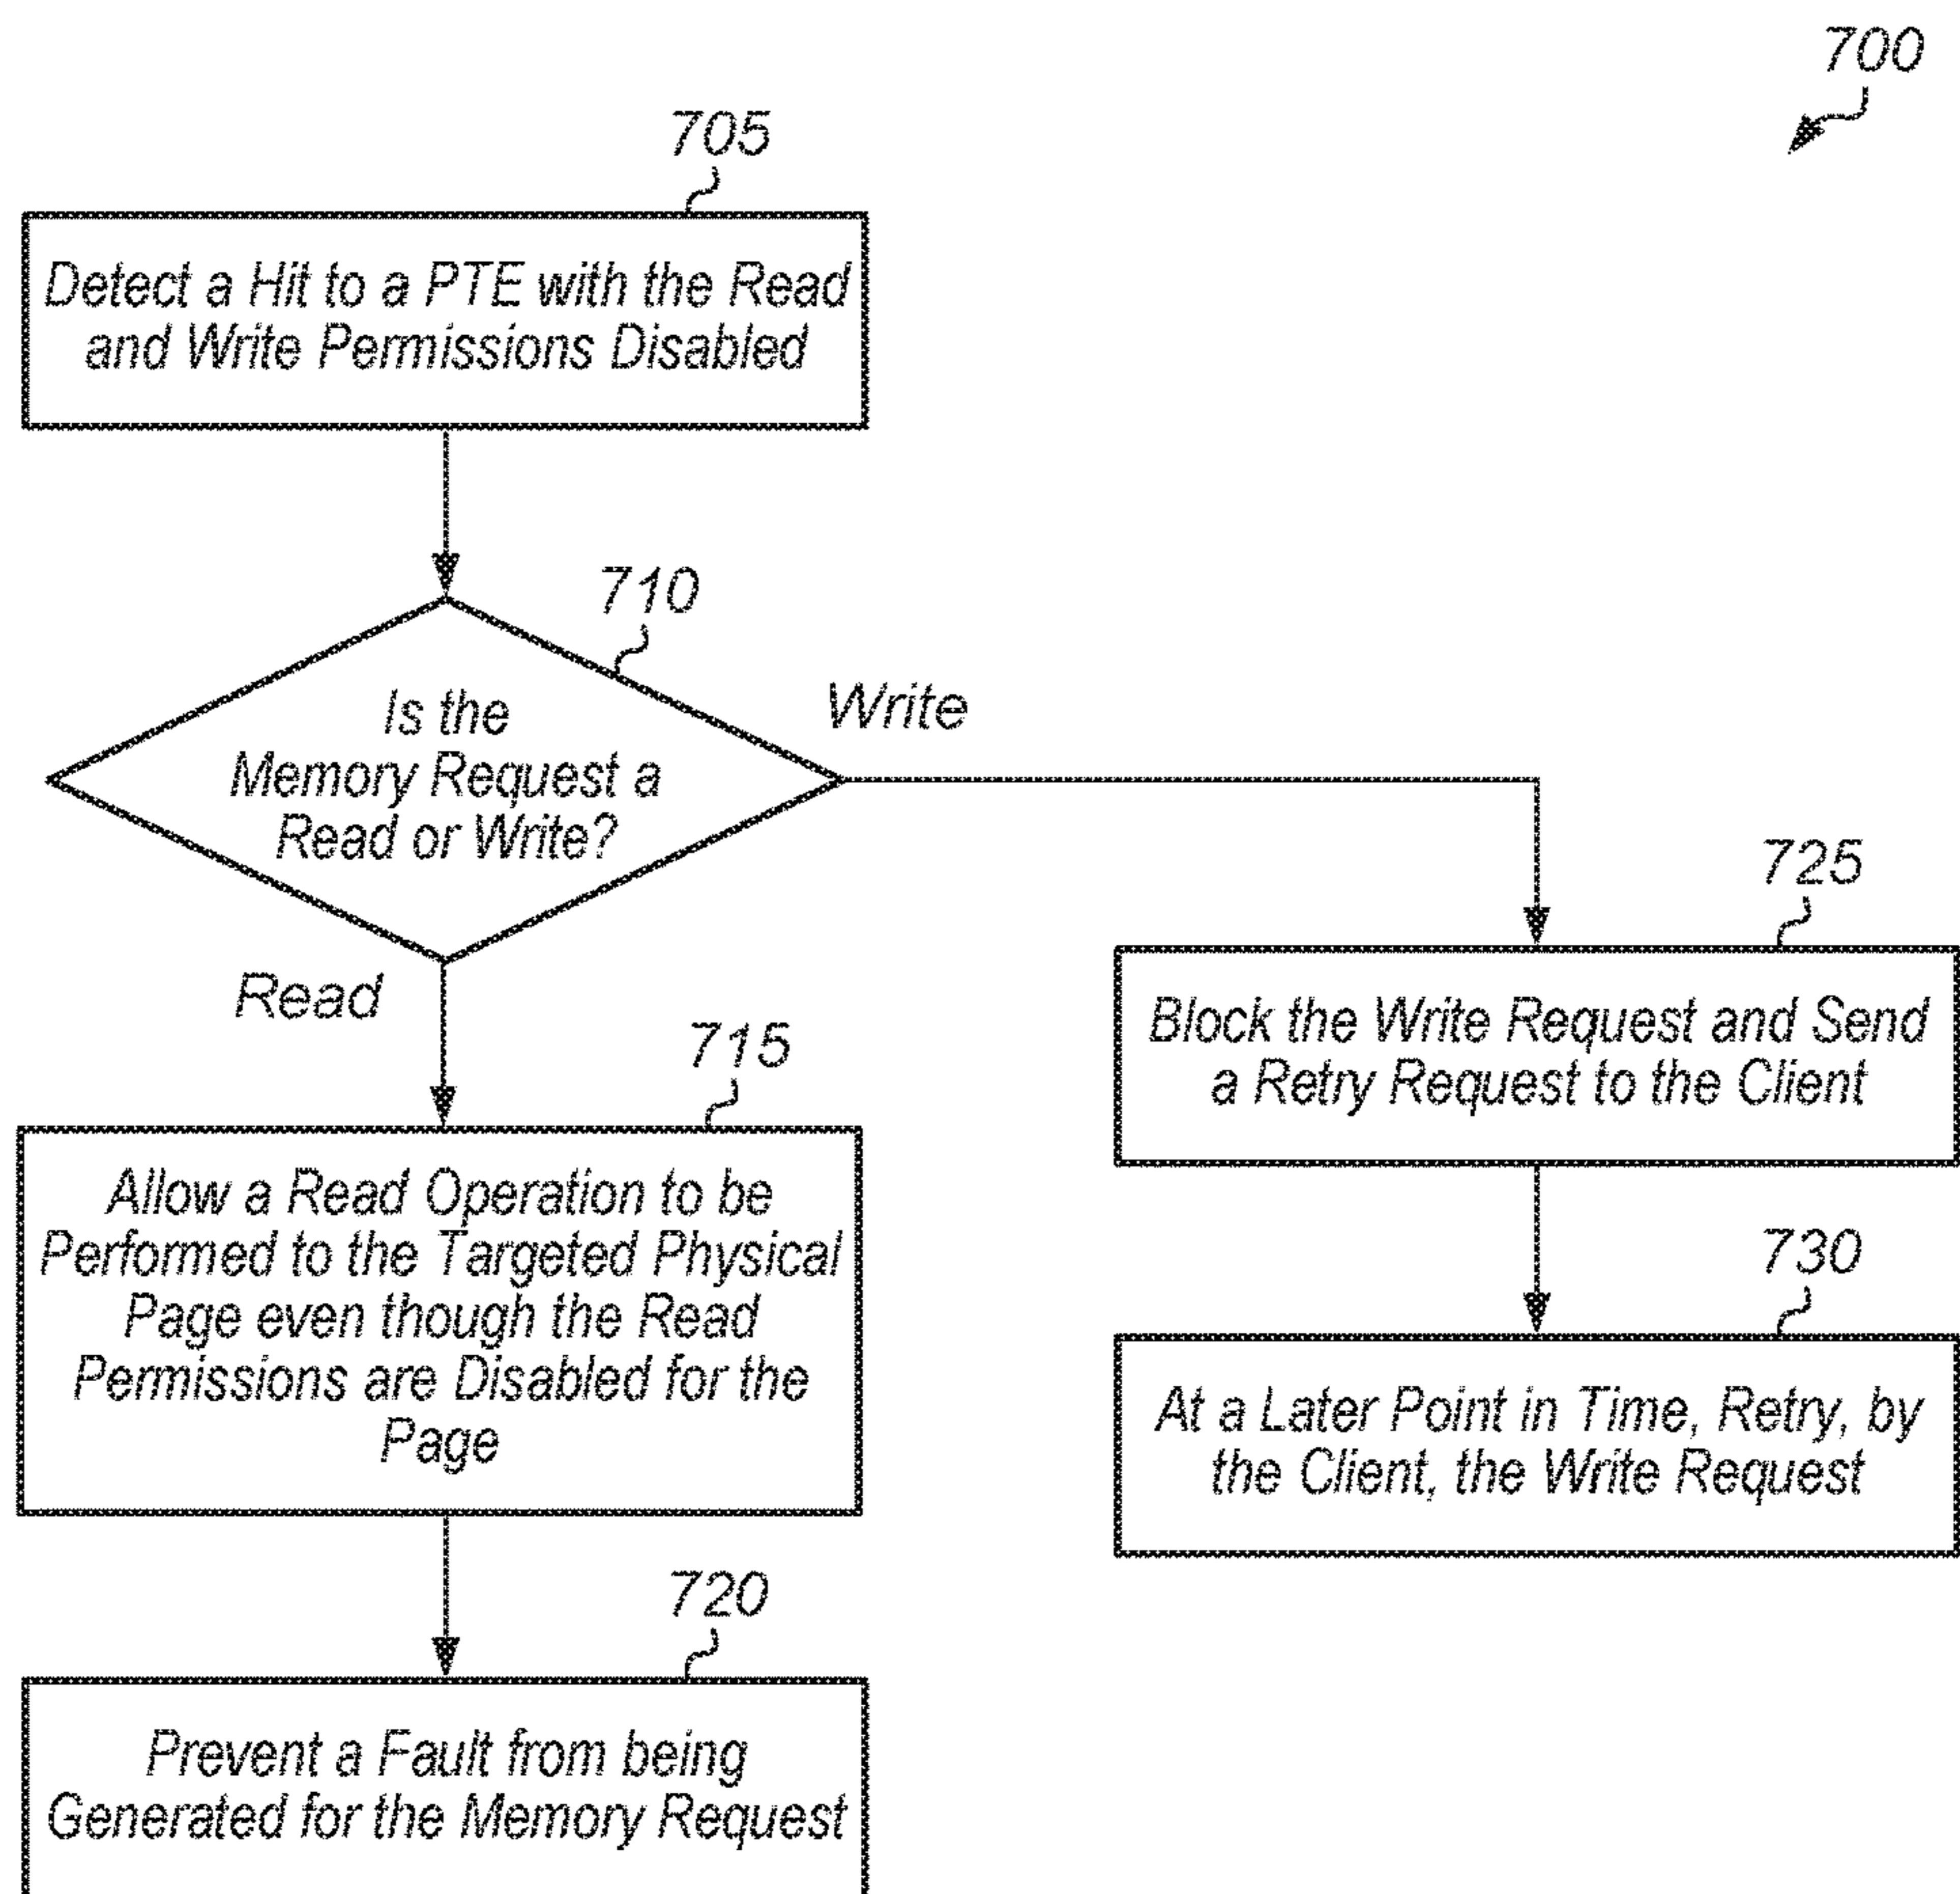 700
705
Detect a Hit to a PTE with the Read
and Write Permissions Disabled
710
Is the
Memory Request a
Read or Write?
Write
Read
715
Allow a Read Operation to be
Performed to the Targeted Physical
Page even though the Read
Permissions are Disabled for the
Page
720
Prevent a Fault from being
Generated for the Memory Request
725
Block the Write Request and Send
a Retry Request to the Client
730
At a Later Point in Time, Retry, by
the Client, the Write Request